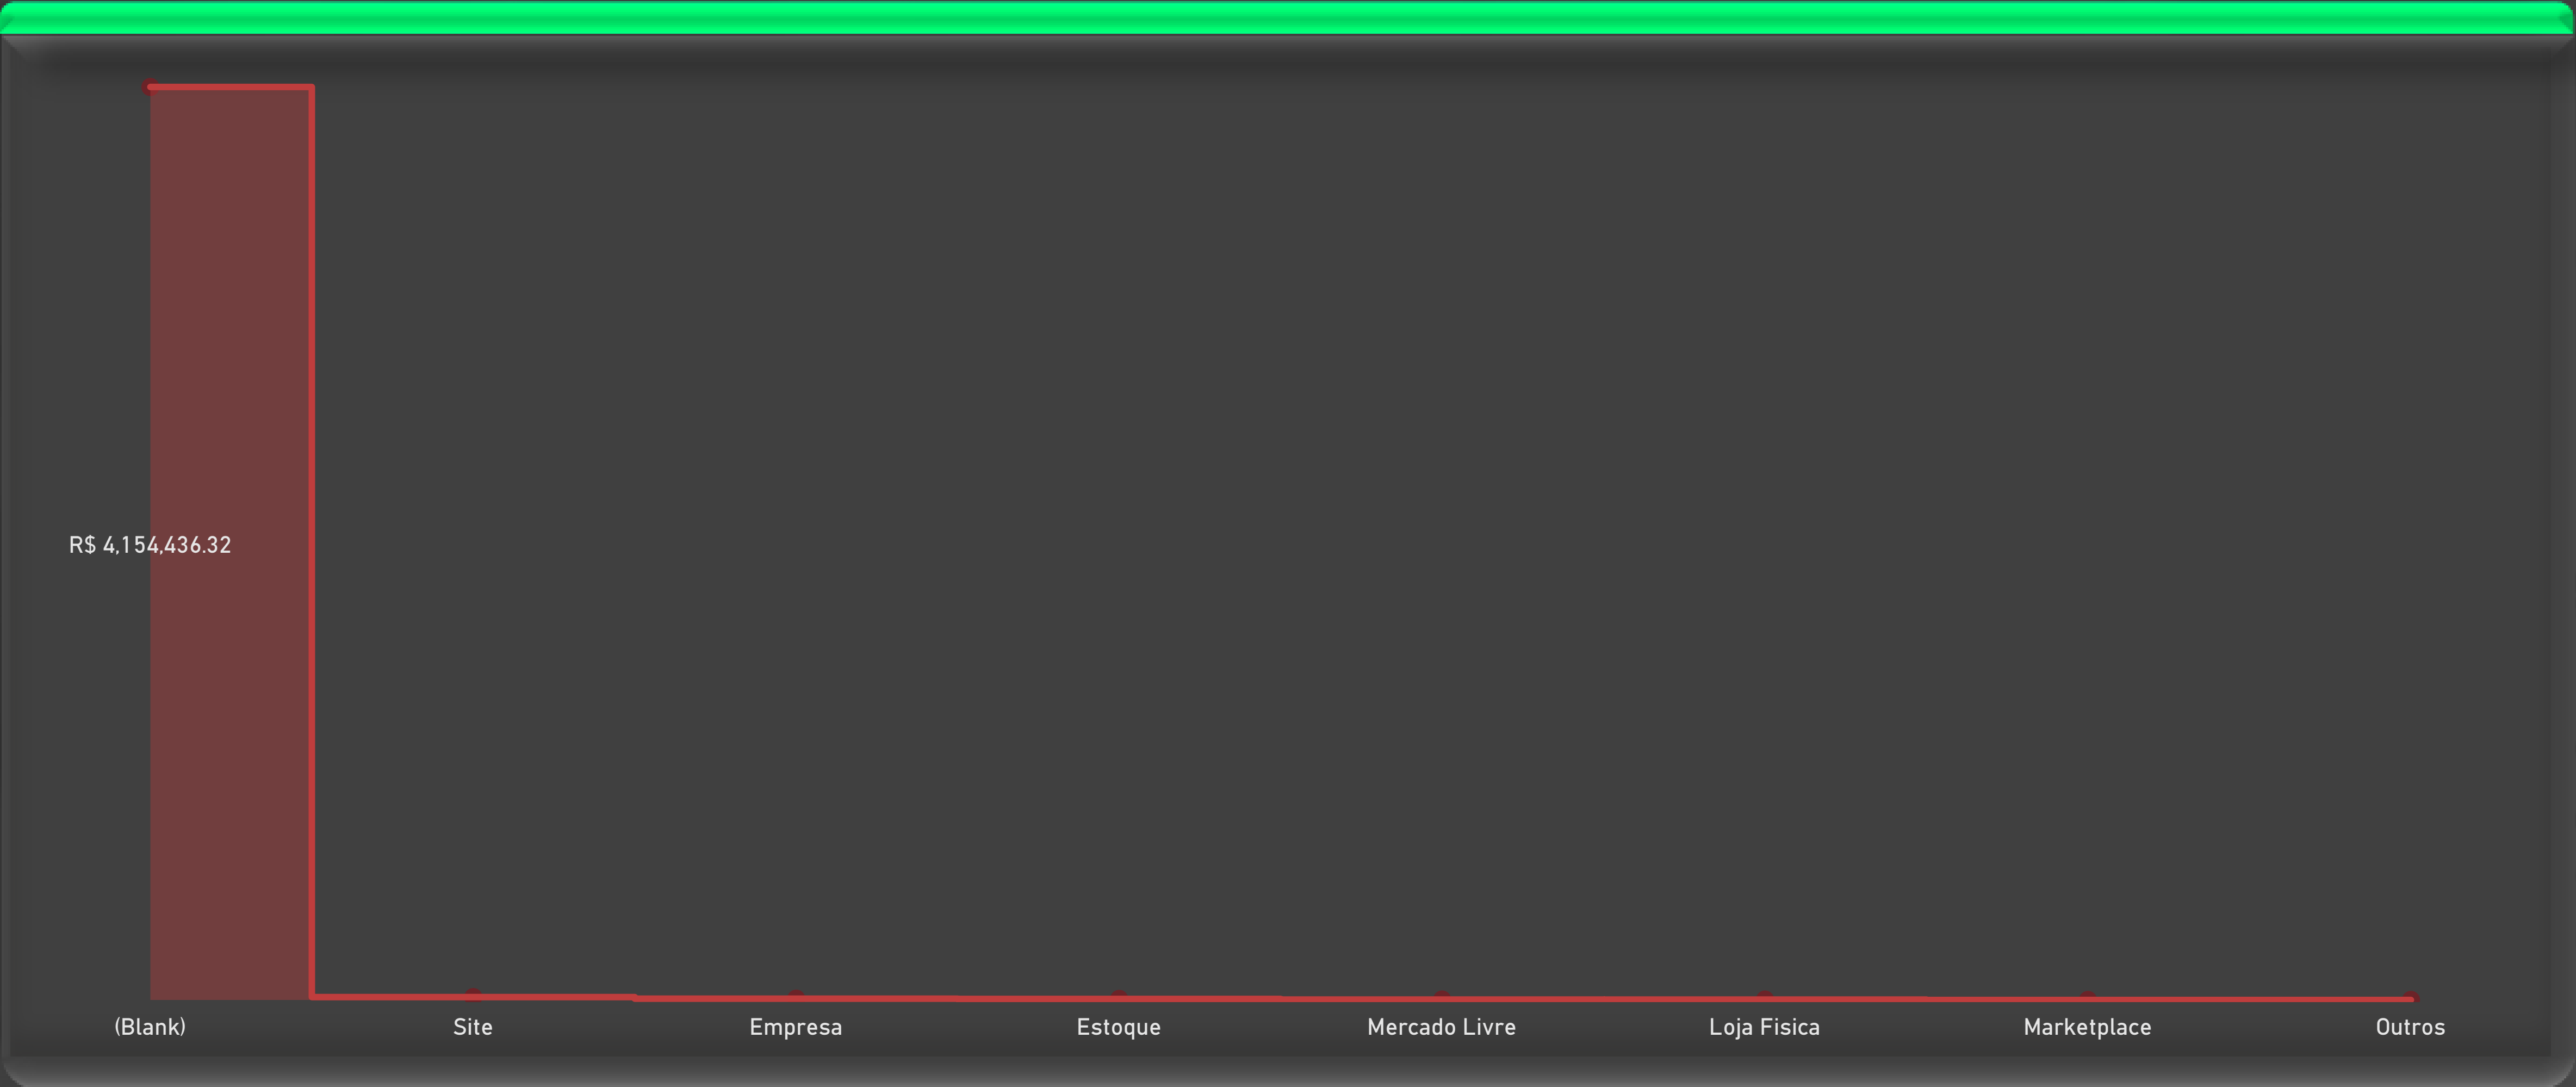 R$ 4,154,436.32
(Blank) Site Empresa Estoque Mercado Livre Loja Fisica Marketplace Outros